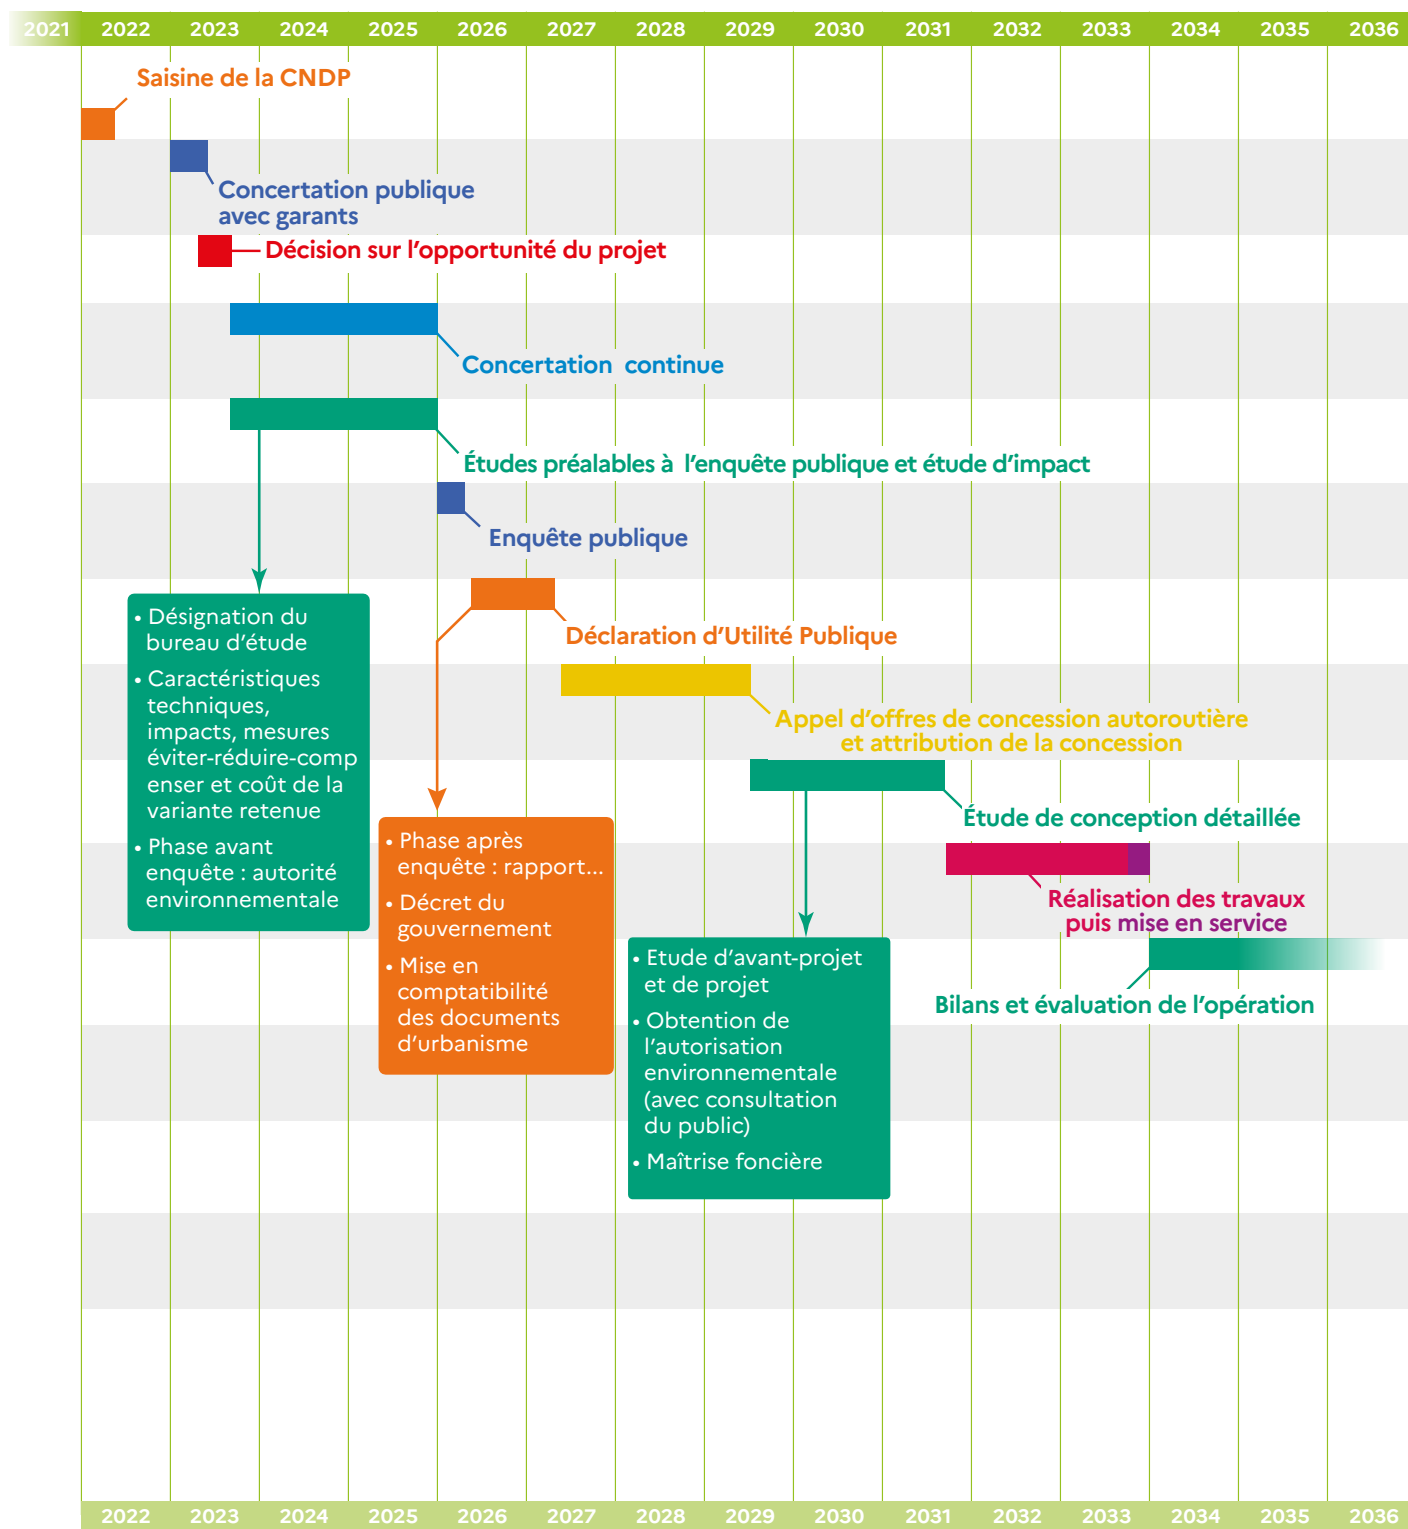 2021 2022 2023 2024 2025 2026 2027 2028 2029 2030 2031 2032 2033 2034 2035 2036
Saisine de la CNDP
Concertation publique
avec garants
Décision sur l’opportunité du projet
Concertation continue
Études préalables à l’enquête publique et étude d’impact
Enquête publique
• Désignation du
bureau d’étude
• Caractéristiques
techniques,
impacts, mesures
éviter-réduire-comp
enser et coût de la
variante retenue
• Phase avant
enquête : autorité
environnementale
Déclaration d’Utilité Publique
Appel d’offres de concession autoroutière
et attribution de la concession
Étude de conception détaillée
• Phase après
enquête : rapport...
• Décret du
gouvernement
• Mise en
comptatibilité
des documents
d’urbanisme
Réalisation des travaux
puis mise en service
• Etude d’avant-projet
et de projet
• Obtention de
l’autorisation
environnementale
(avec consultation
du public)
• Maîtrise foncière
Bilans et évaluation de l’opération
2022 2023 2024 2025 2026 2027 2028 2029 2030 2031 2032 2033 2034 2035 2036